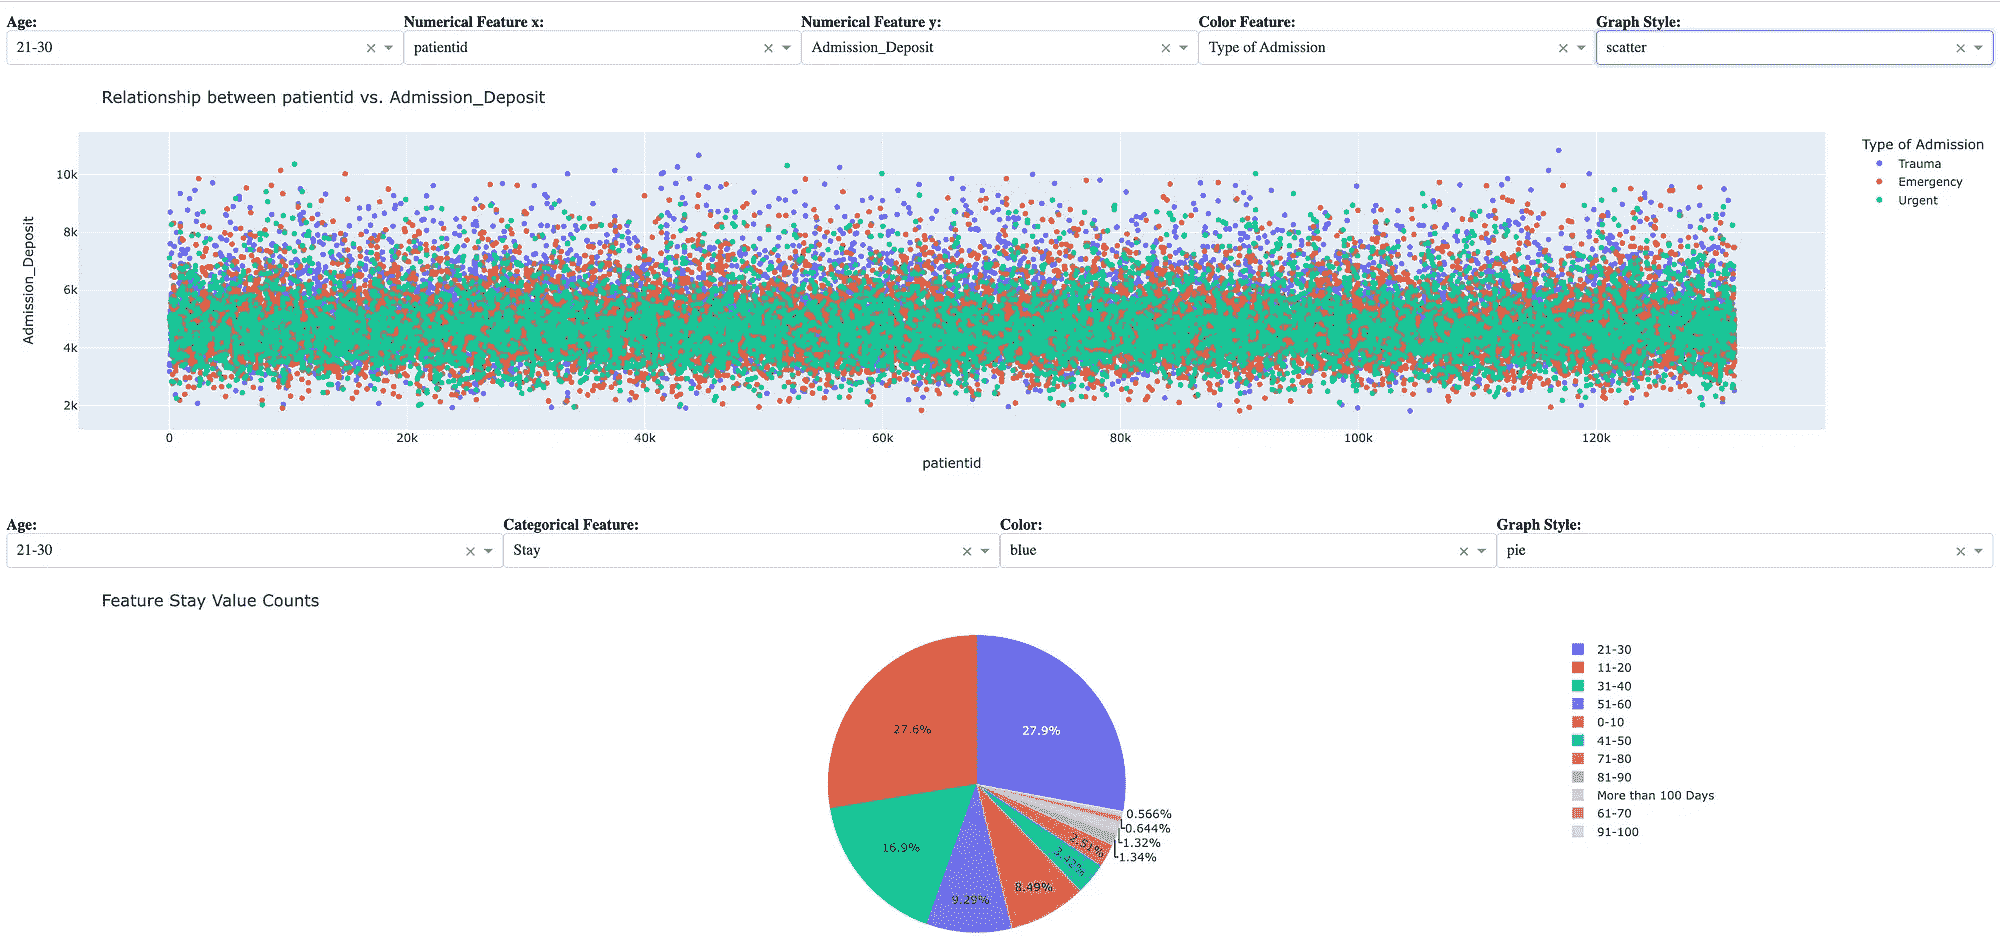 Age: Numerical Feature x: Numerical Feature y: Color Feature: Graph Style:
21-30 patientid Admission_Deposit Type of Admission scatter
Relationship between patientid vs. Admission_Deposit
Type of Admission
Trauma
Emergency
Urgent
Admission_Deposit
10k
8k
6k
4k
2k
0 20k 40k 60k 80k 100k 120k
patientid
Age: Categorical Feature: Color: Graph Style:
21-30 Stay blue pie
Feature Stay Value Counts
27.6%
27.9%
16.9%
9.29%
8.49%
3.42%
2.51%
0.566%
0.644%
1.32%
1.34%
21-30
11-20
31-40
51-60
0-10
41-50
71-80
81-90
More than 100 Days
61-70
91-100